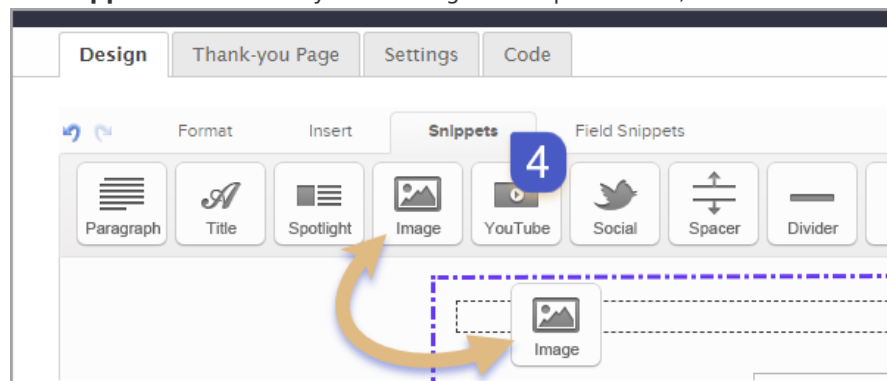 Design Thank-you Page Settings Code
Format Insert Snippets Field Snippets
4
Paragraph Title Spotlight Image YouTube Social Spacer Divider
Image